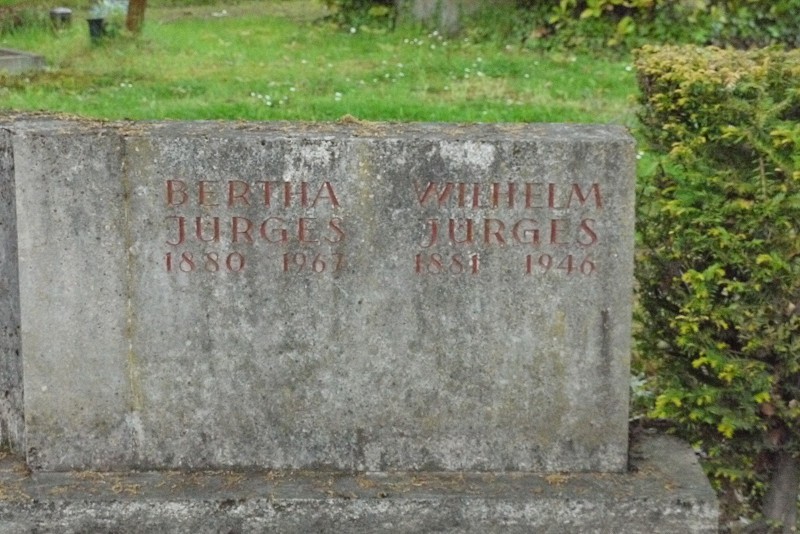 BERTHA
JÜRGES
1880 1967
WILHELM
JÜRGES
1881 1946